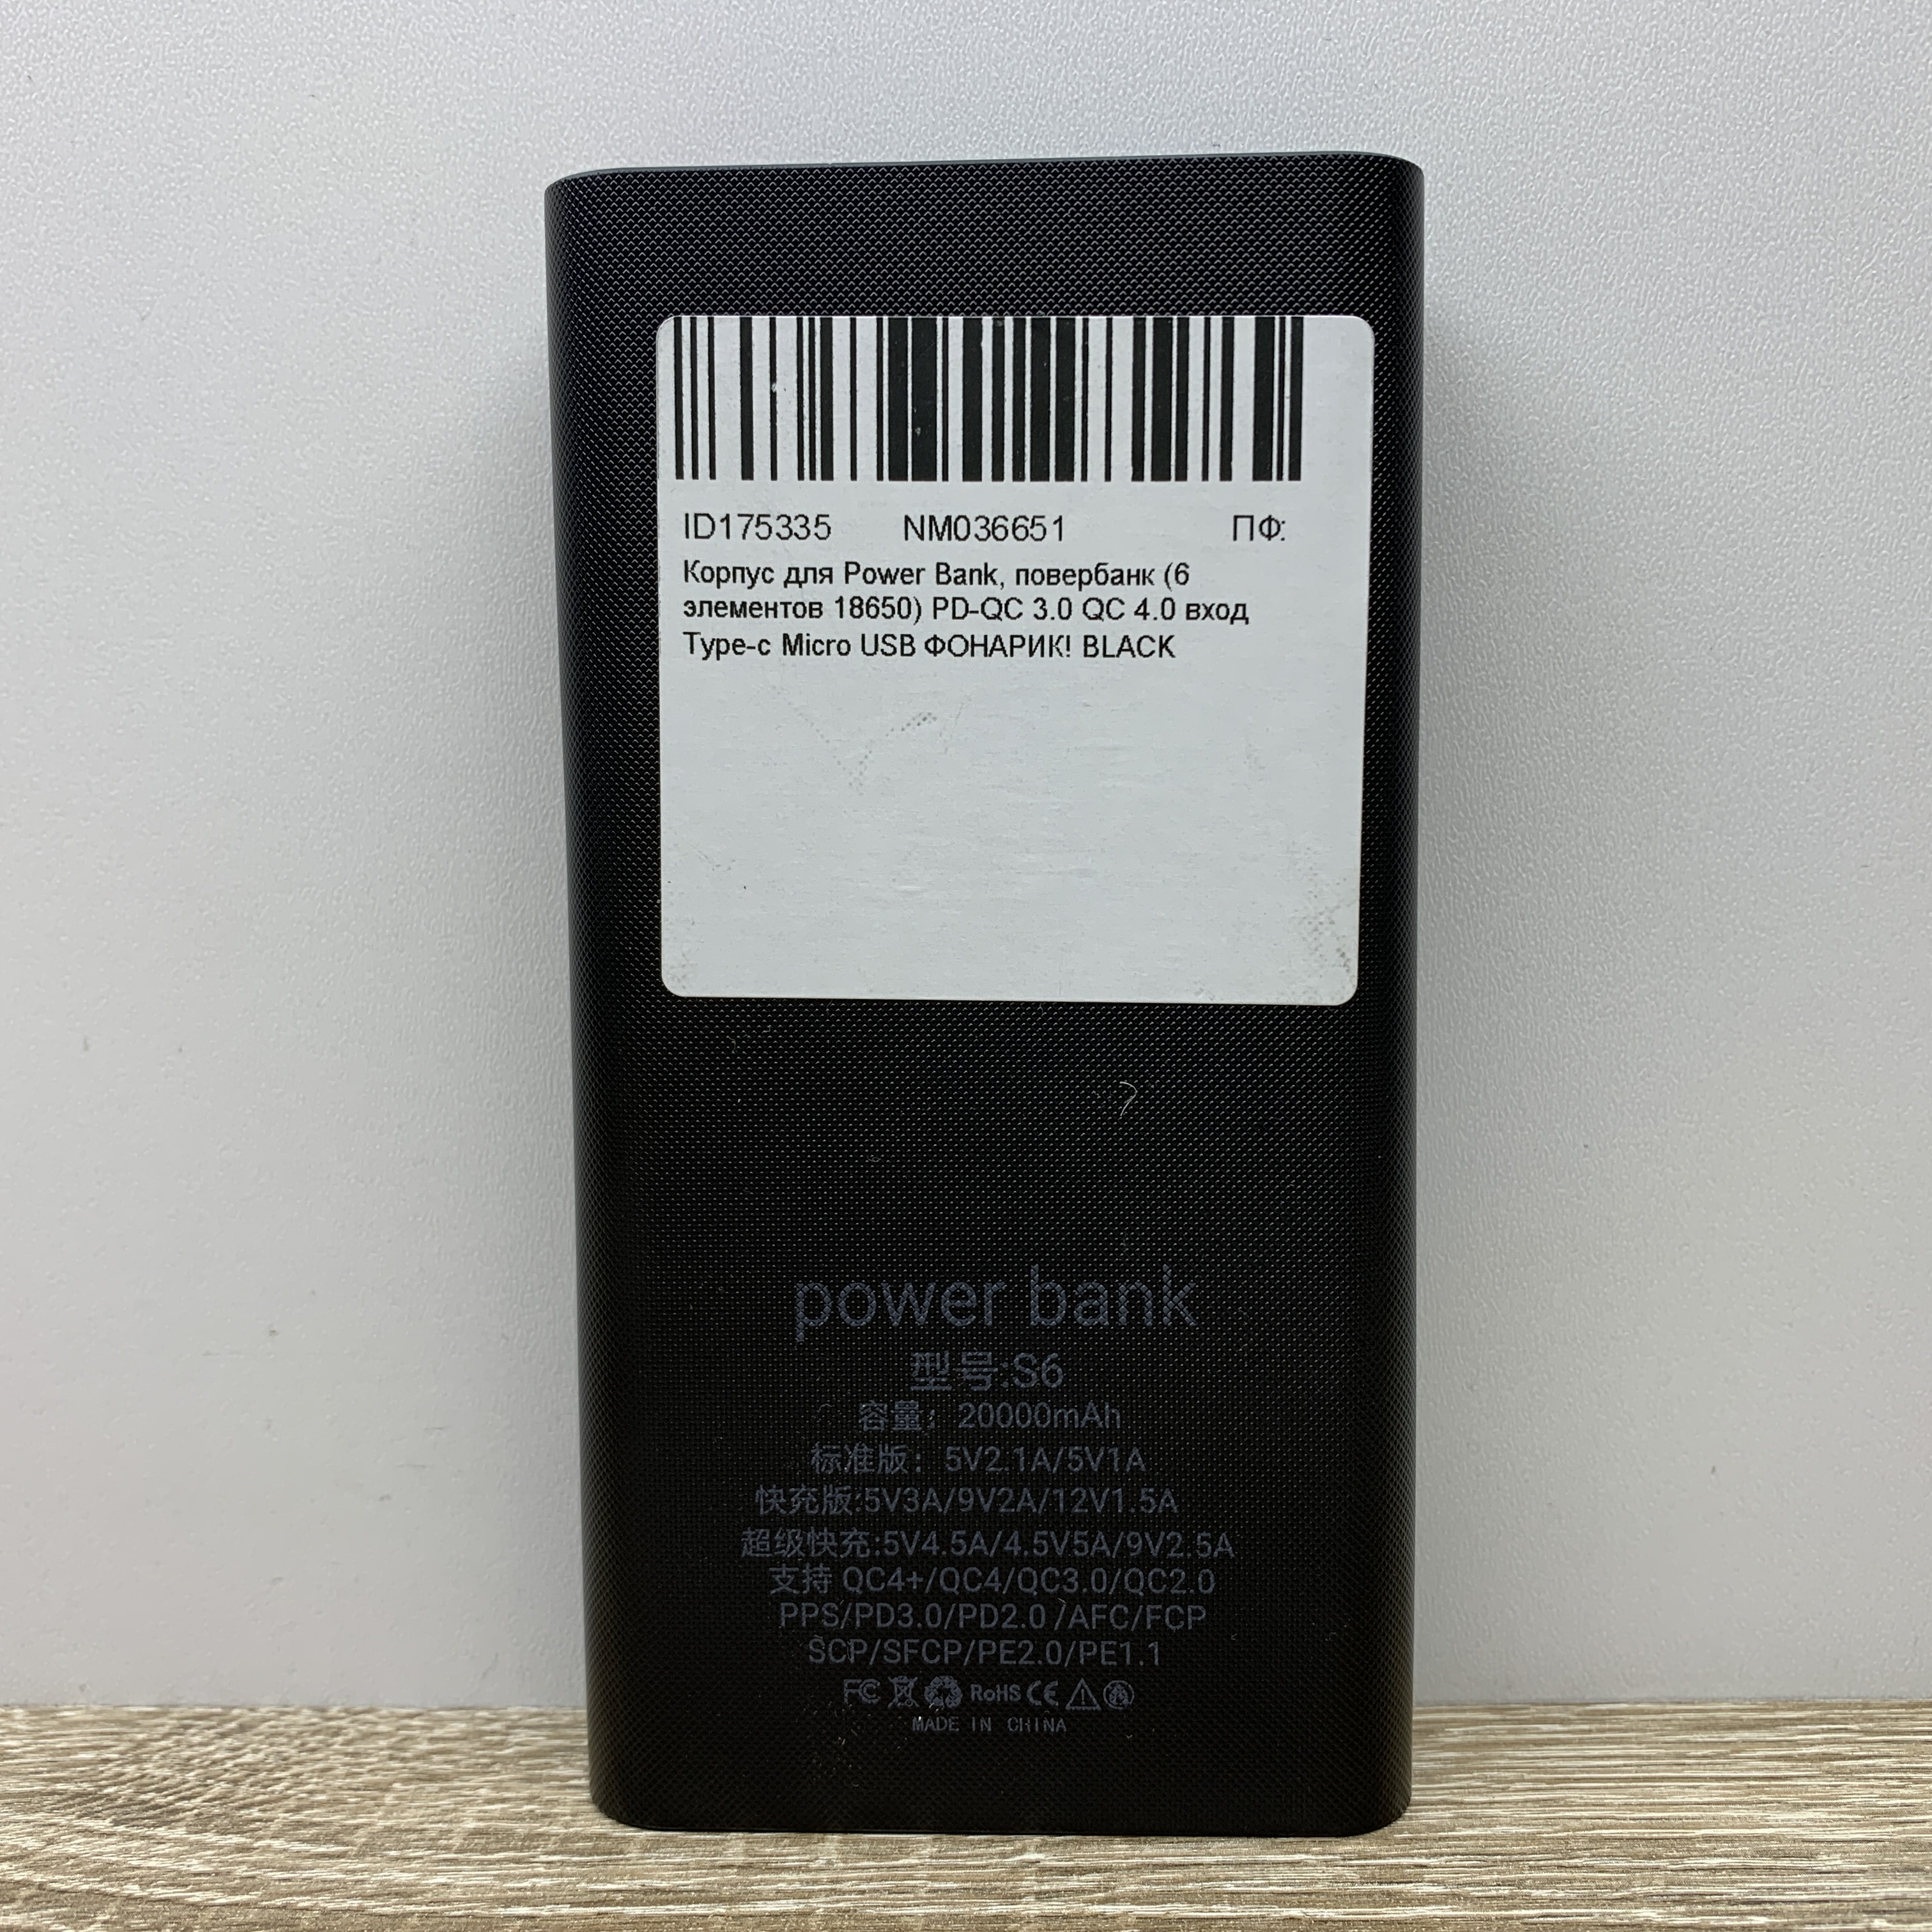 ID175335 NM036651 ПФ:
Корпус для Power Bank, повербанк (6
элементов 18650) PD-QC 3.0 QC 4.0 вход
Type-c Micro USB ФОНАРИК! BLACK
power bank
型号:S6
容量：20000mAh
标准版：5V2.1A/5V1A
快充版:5V3A/9V2A/12V1.5A
超级快充:5V4.5A/4.5V5A/9V2.5A
支持 QC4+/QC4/QC3.0/QC2.0
PPS/PD3.0/PD2.0 /AFC/FCP
SCP/SFCP/PE2.0/PE1.1
FC RoHS CE
MADE IN CHINA